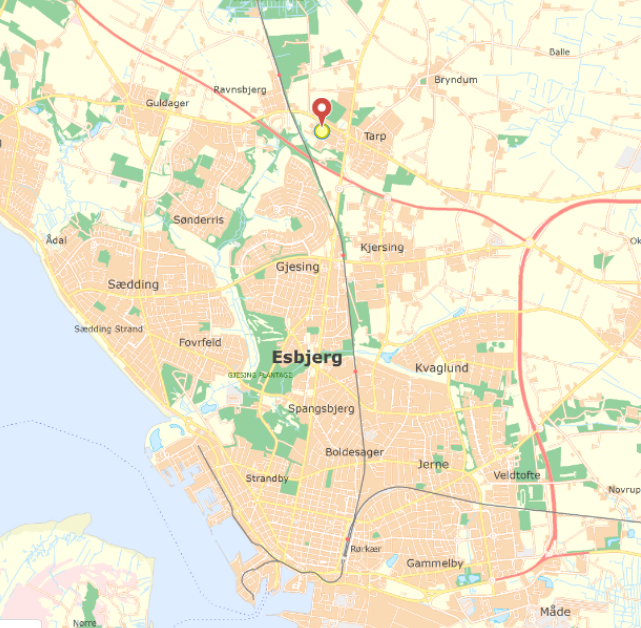 Balle
Bryndum
Ravnsbjerg
Guldager
Tarp
Sønderris
Ådal
Kjersing
Gjesing
Sædding
Sædding Strand
Fovrfeld
Esbjerg
Kvaglund
GJESING PLANTAGE
Spangsbjerg
Boldesager
Jerne
Strandby
Veldtofte
Novrup
Rørkær
Gammelby
Måde
Nørre